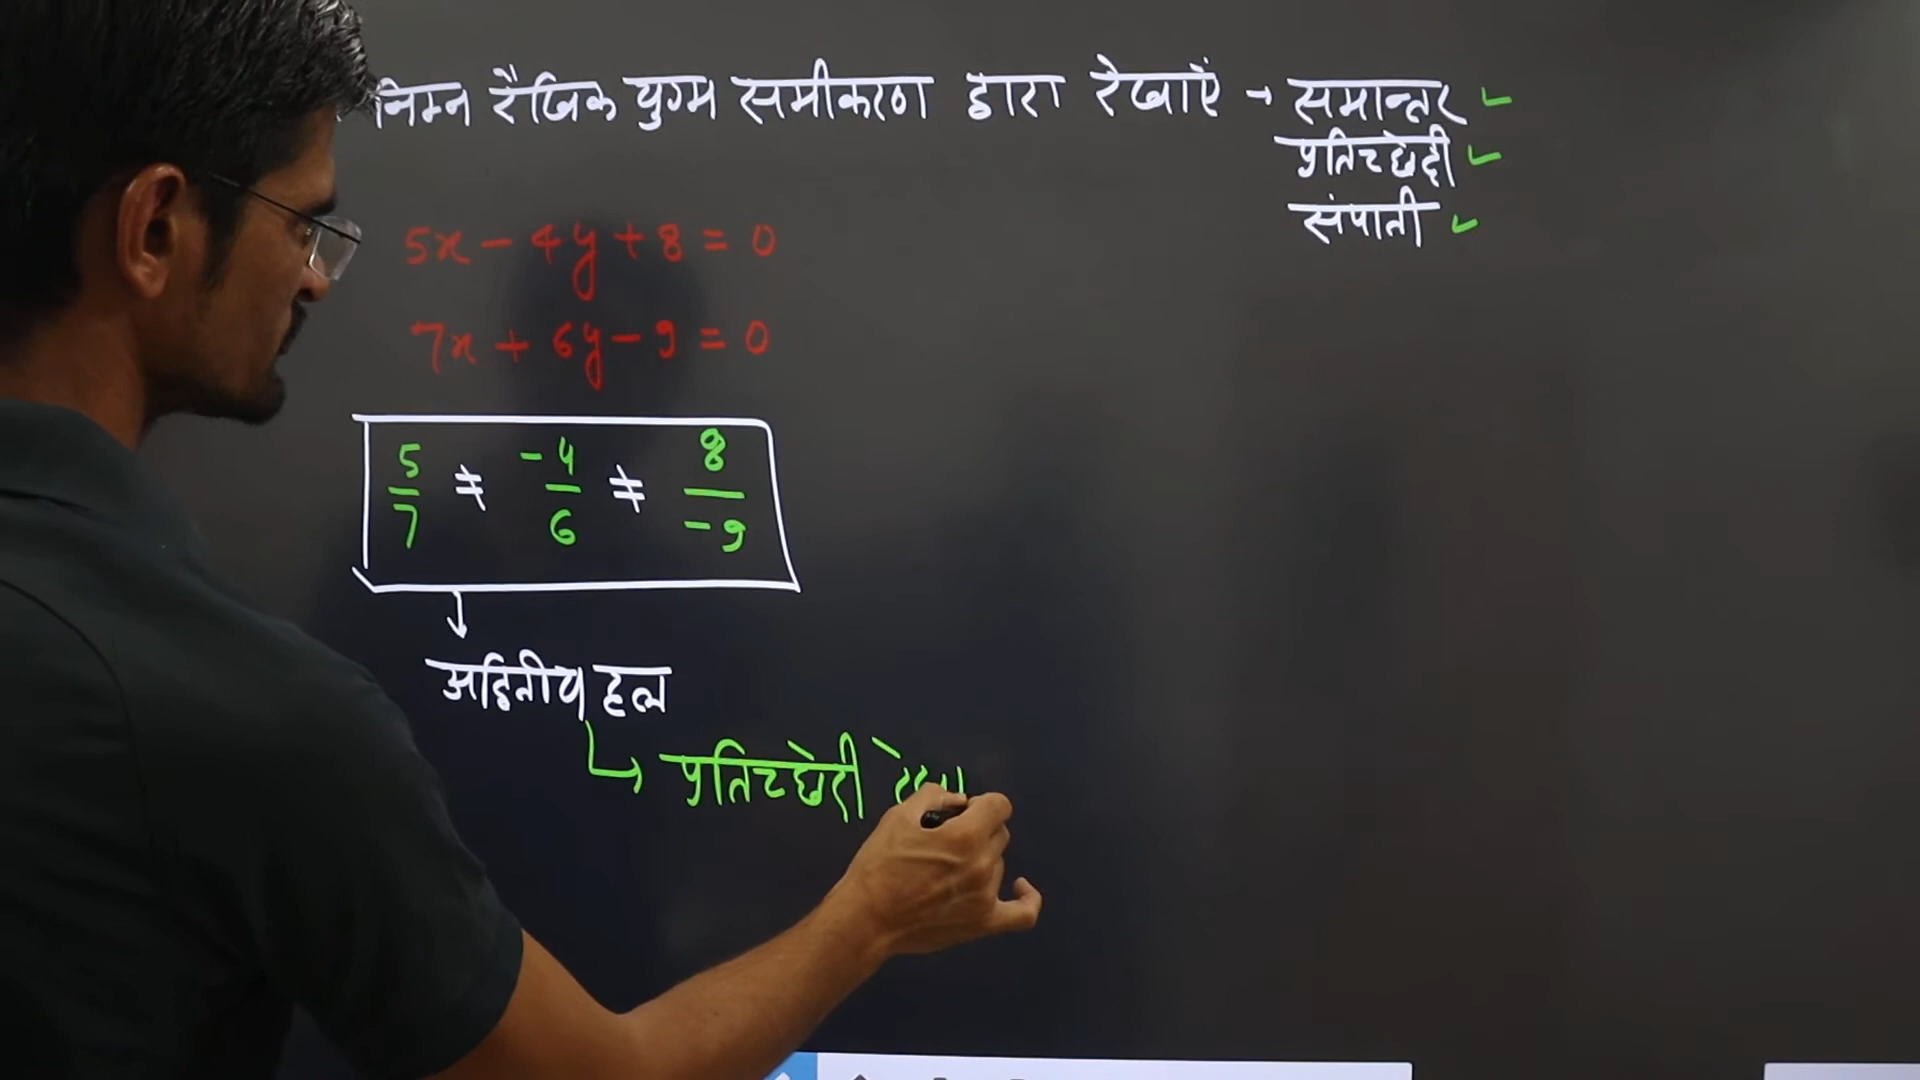 निम्न रैखिक युग्म समीकरण द्वारा रेखाएँ → समान्तर ✓
प्रतिच्छेदी ✓
संपाती ✓
5x - 4y + 8 = 0
7x + 6y - 9 = 0
5/7 ≠ -4/6 ≠ 8/-9
↓
अद्वितीय हल
↳ प्रतिच्छेदी